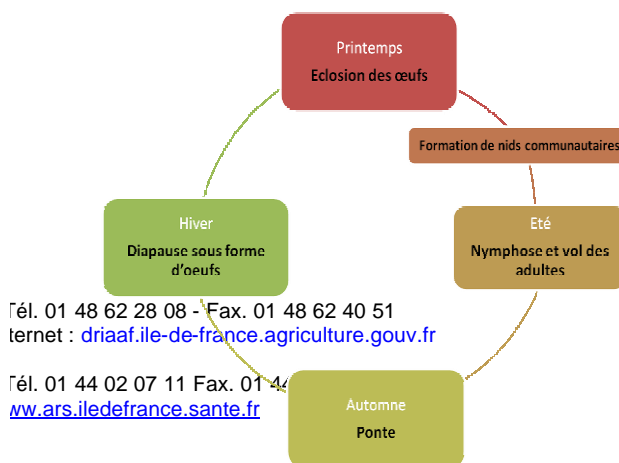 Printemps
Eclosion des œufs
Formation de nids communautaires
Hiver
Diapause sous forme
d'oeufs
Eté
Nymphose et vol des
adultes
Tél. 01 48 62 28 08 - Fax. 01 48 62 40 51
ternet : driaaf.ile-de-france.agriculture.gouv.fr
Tél. 01 44 02 07 11 Fax. 01 44
ww.ars.iledefrance.sante.fr
Automne
Ponte